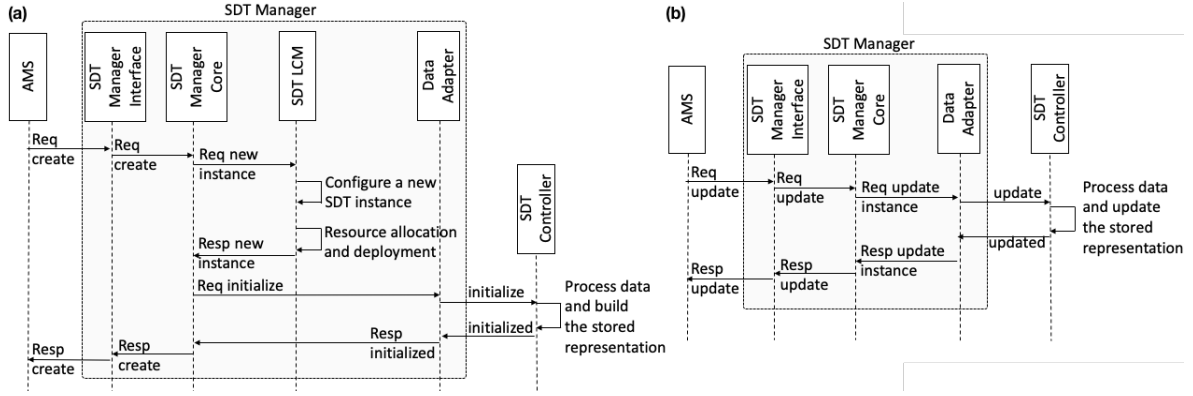 (a)
SDT Manager
AMS
SDT
Manager
Interface
SDT
Manager
Core
SDT LCM
Data
Adapter
SDT
Controller
Req
create
Req
create
Req new
instance
Configure a new
SDT instance
Resource allocation
and deployment
Resp new
instance
Req initialize
initialize
Process data
and build
the stored
representation
initialized
Resp
initialized
Resp
create
Resp
create
(b)
SDT Manager
AMS
SDT
Manager
Interface
SDT
Manager
Core
Data
Adapter
SDT
Controller
Req
update
Req
update
Req update
instance
update
Process data
and update
the stored
representation
updated
Resp update
instance
Resp
update
Resp
update